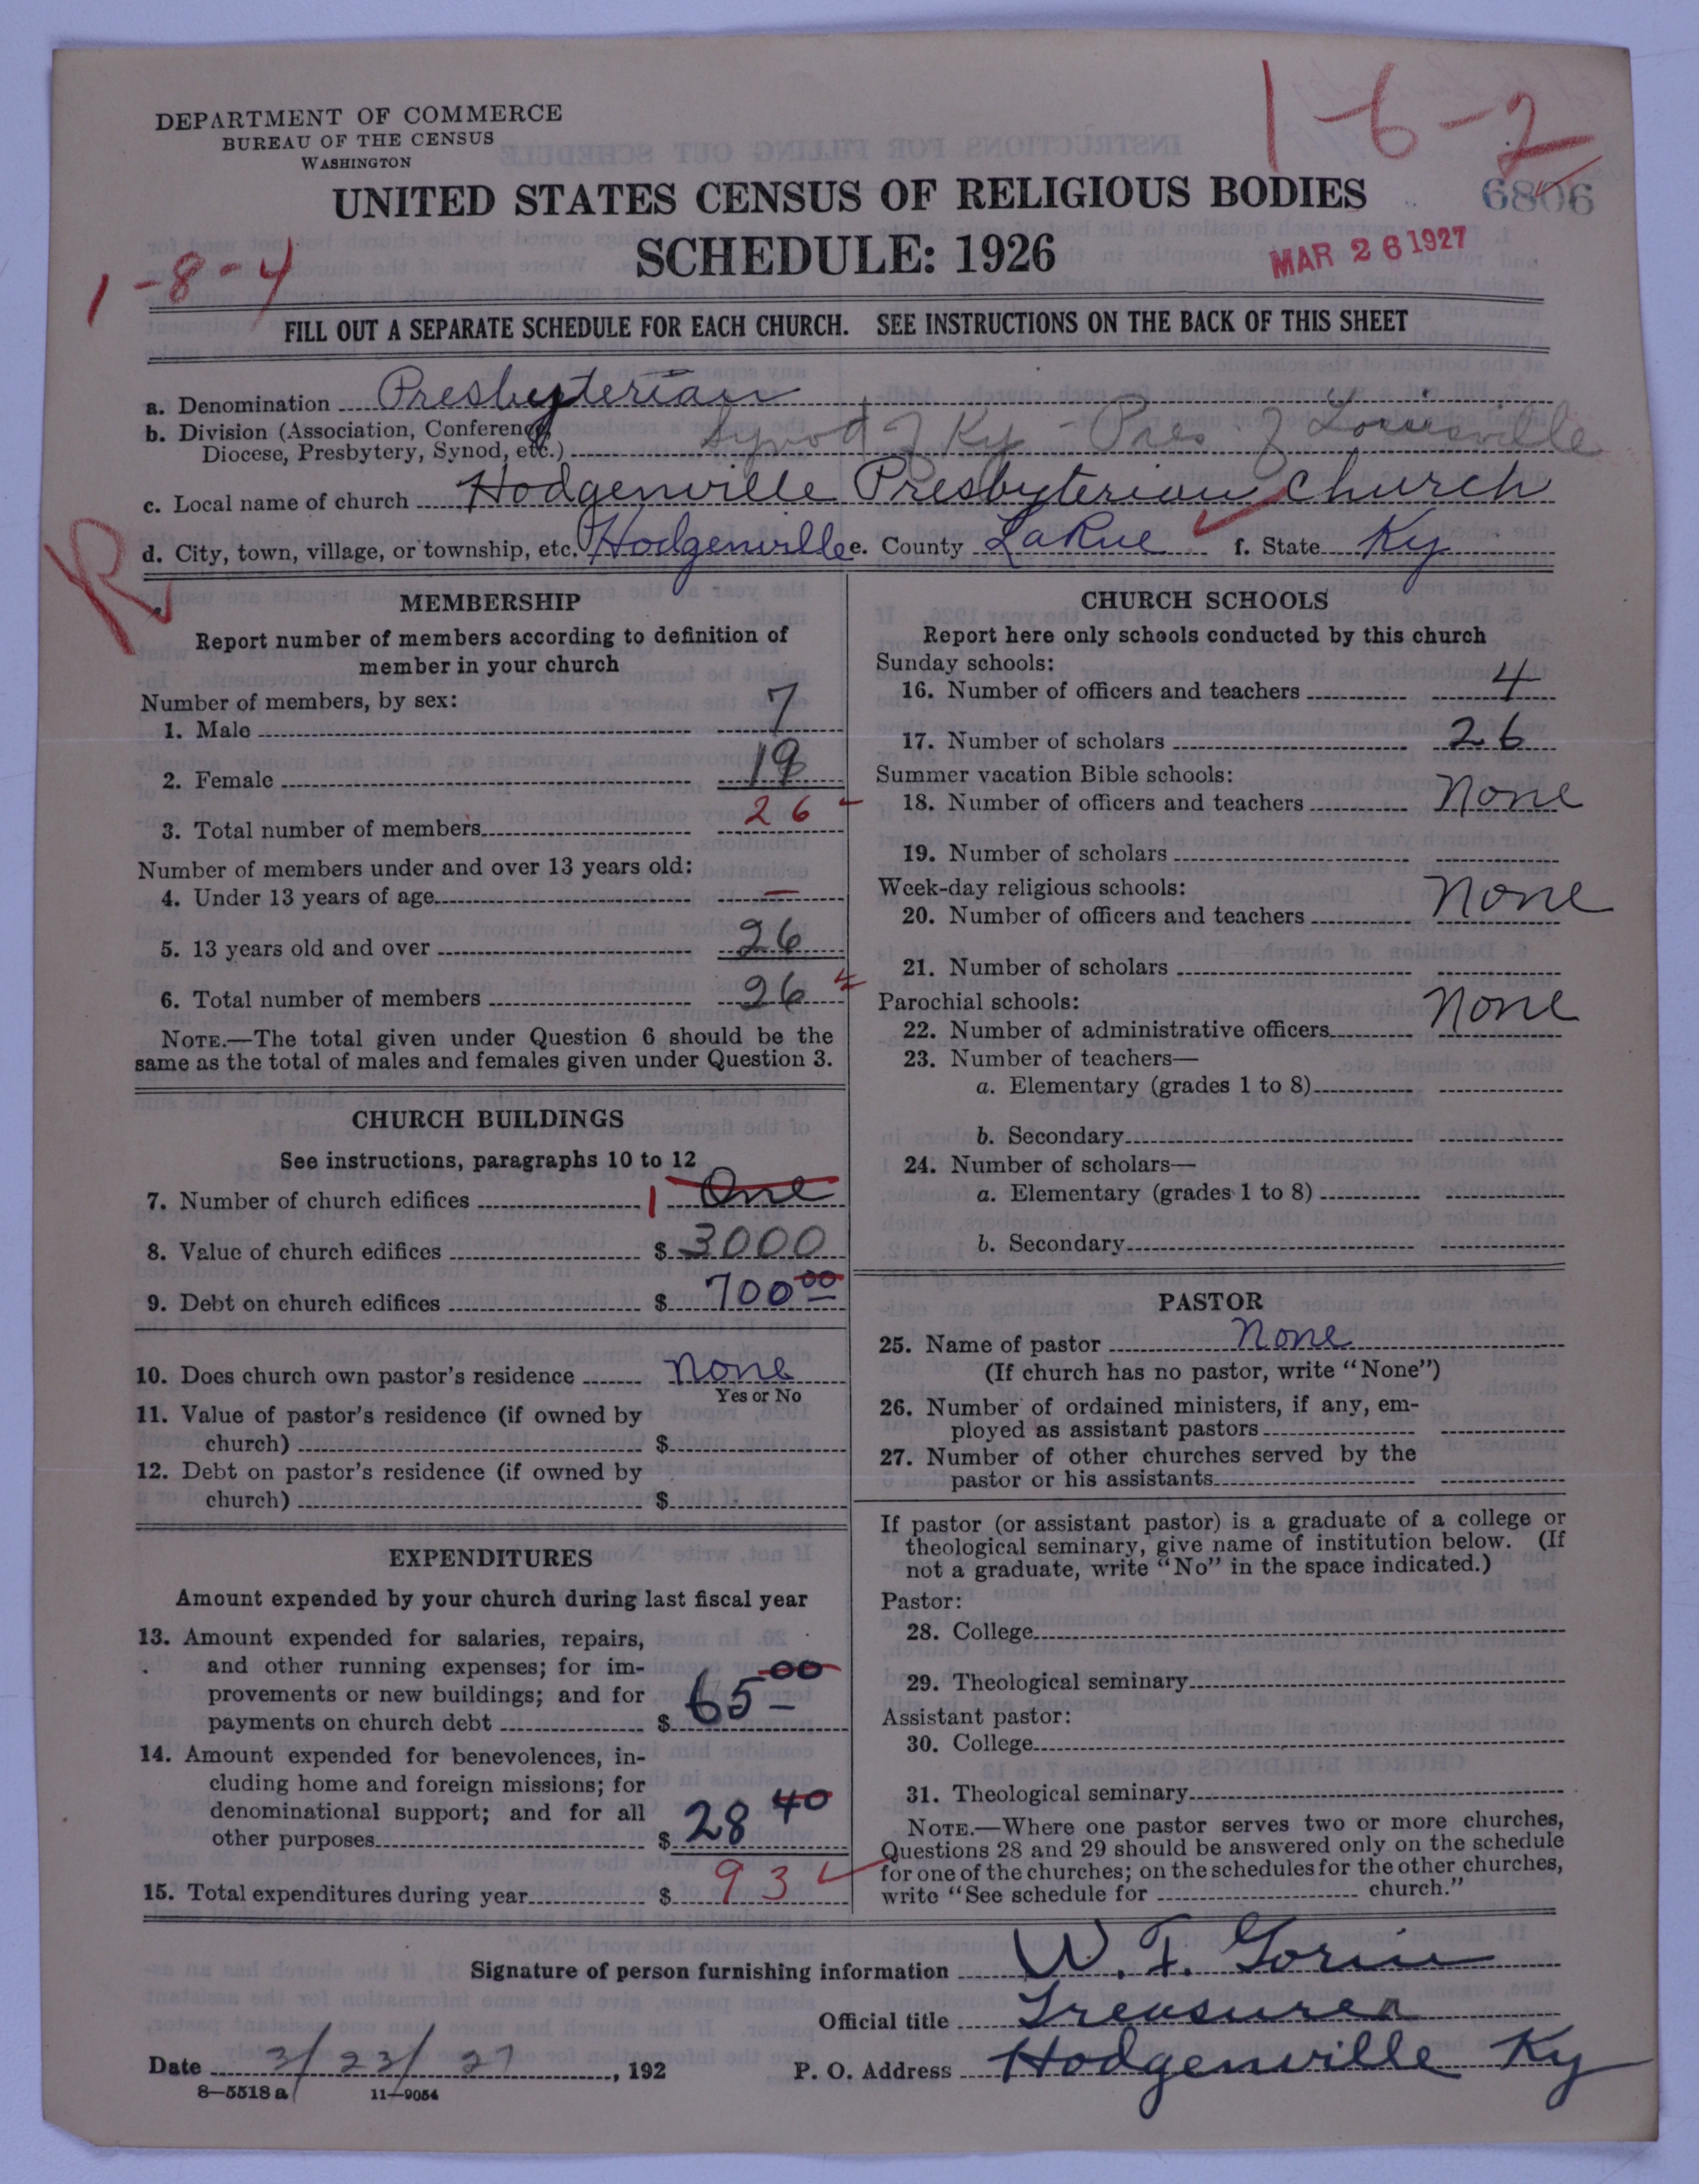 DEPARTMENT OF COMMERCE
BUREAU OF THE CENSUS
WASHINGTON
1-6-2
UNITED STATES CENSUS OF RELIGIOUS BODIES
6806
SCHEDULE: 1926
MAR 26 1927
1-8-4
FILL OUT A SEPARATE SCHEDULE FOR EACH CHURCH. SEE INSTRUCTIONS ON THE BACK OF THIS SHEET
a. Denomination Presbyterian
b. Division (Association, Conference, Diocese, Presbytery, Synod, etc.) Synod of Ky - Pres of Louisville
c. Local name of church Hodgenville Presbyterian Church
d. City, town, village, or township, etc. Hodgenville e. County LaRue f. State Ky
R
MEMBERSHIP
Report number of members according to definition of
member in your church
Number of members, by sex:
1. Male 7
2. Female 19
3. Total number of members 26
Number of members under and over 13 years old:
4. Under 13 years of age —
5. 13 years old and over 26
6. Total number of members 26
NOTE.—The total given under Question 6 should be the
same as the total of males and females given under Question 3.
CHURCH BUILDINGS
See instructions, paragraphs 10 to 12
7. Number of church edifices 1 One
8. Value of church edifices $ 3000
9. Debt on church edifices $ 700 00
10. Does church own pastor's residence None
Yes or No
11. Value of pastor's residence (if owned by
church) $
12. Debt on pastor's residence (if owned by
church) $
EXPENDITURES
Amount expended by your church during last fiscal year
13. Amount expended for salaries, repairs,
and other running expenses; for im-
provements or new buildings; and for
payments on church debt $ 65 00
14. Amount expended for benevolences, in-
cluding home and foreign missions; for
denominational support; and for all
other purposes $ 28 40
15. Total expenditures during year $ 93
CHURCH SCHOOLS
Report here only schools conducted by this church
Sunday schools:
16. Number of officers and teachers 4
17. Number of scholars 26
Summer vacation Bible schools:
18. Number of officers and teachers None
19. Number of scholars
Week-day religious schools:
20. Number of officers and teachers None
21. Number of scholars
Parochial schools:
22. Number of administrative officers None
23. Number of teachers—
a. Elementary (grades 1 to 8)
b. Secondary
24. Number of scholars—
a. Elementary (grades 1 to 8)
b. Secondary
PASTOR
25. Name of pastor None
(If church has no pastor, write "None")
26. Number of ordained ministers, if any, em-
ployed as assistant pastors
27. Number of other churches served by the
pastor or his assistants
If pastor (or assistant pastor) is a graduate of a college or
theological seminary, give name of institution below. (If
not a graduate, write "No" in the space indicated.)
Pastor:
28. College
29. Theological seminary
Assistant pastor:
30. College
31. Theological seminary
NOTE.—Where one pastor serves two or more churches,
Questions 28 and 29 should be answered only on the schedule
for one of the churches; on the schedules for the other churches,
write "See schedule for church."
Signature of person furnishing information W. F. Gorin
Official title Treasurer
Date 3/23/27, 192 P. O. Address Hodgenville Ky
8-5518 a 11-9054